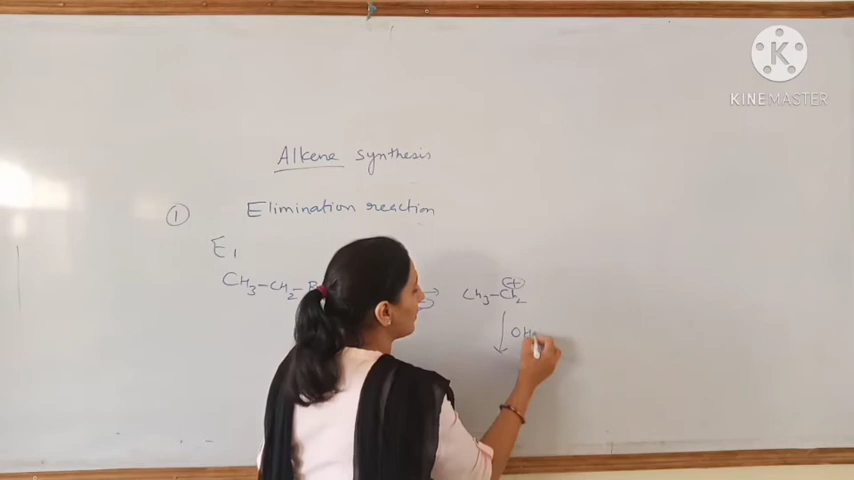 Alkene synthesis
① Elimination reaction
E1
CH3-CH2-B
CH3-CH2
⊕
OH
K
KINEMASTER